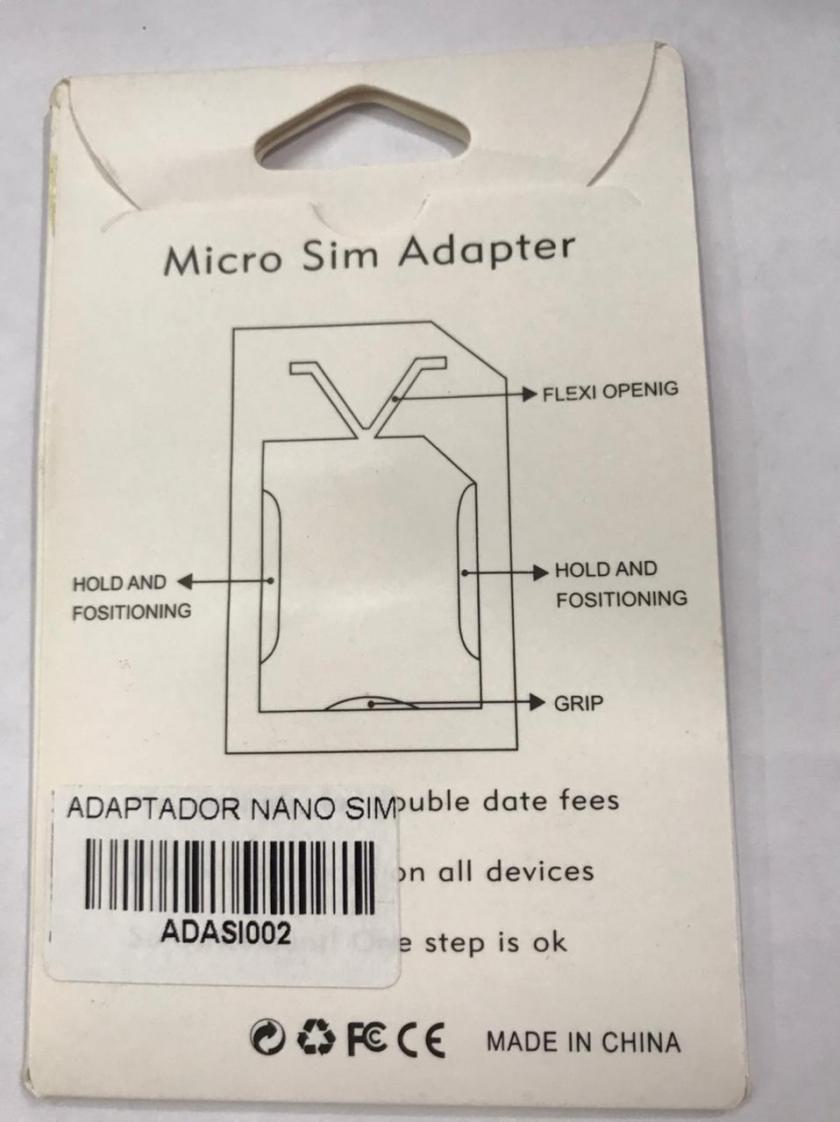 Micro Sim Adapter
FLEXI OPENIG
HOLD AND
FOSITIONING
HOLD AND
FOSITIONING
GRIP
ADAPTADOR NANO SIM
ADASI002
ouble date fees
on all devices
e step is ok
FC CE MADE IN CHINA